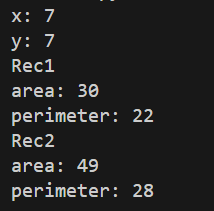 x: 7
y: 7
Rec1
area: 30
perimeter: 22
Rec2
area: 49
perimeter: 28